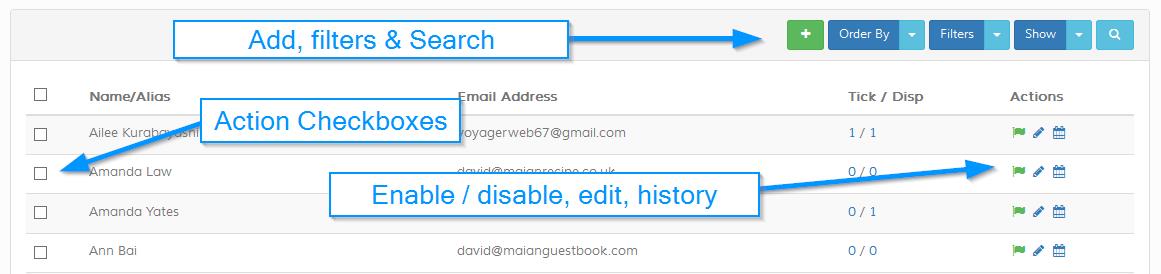 Add, filters & Search
Order By
Filters
Show
Name/Alias
Email Address
Tick / Disp
Actions
Action Checkboxes
Ailee Kurabayashi
voyagerweb67@gmail.com
1 / 1
Amanda Law
david@maianrecipe.co.uk
0 / 0
Enable / disable, edit, history
Amanda Yates
0 / 1
Ann Bai
david@maianguestbook.com
0 / 0